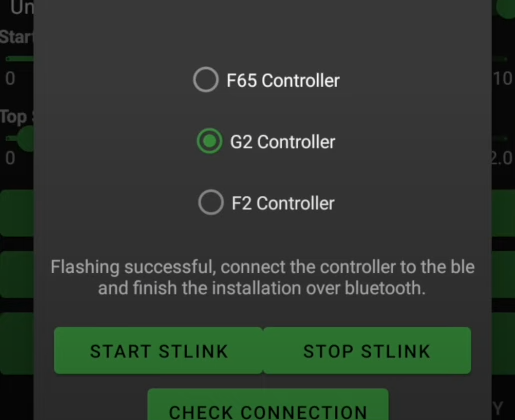 Un
Start
F65 Controller
0
10
G2 Controller
Top S
0
2.0
F2 Controller
Flashing successful, connect the controller to the ble
and finish the installation over bluetooth.
START STLINK
STOP STLINK
CHECK CONNECTION
Y